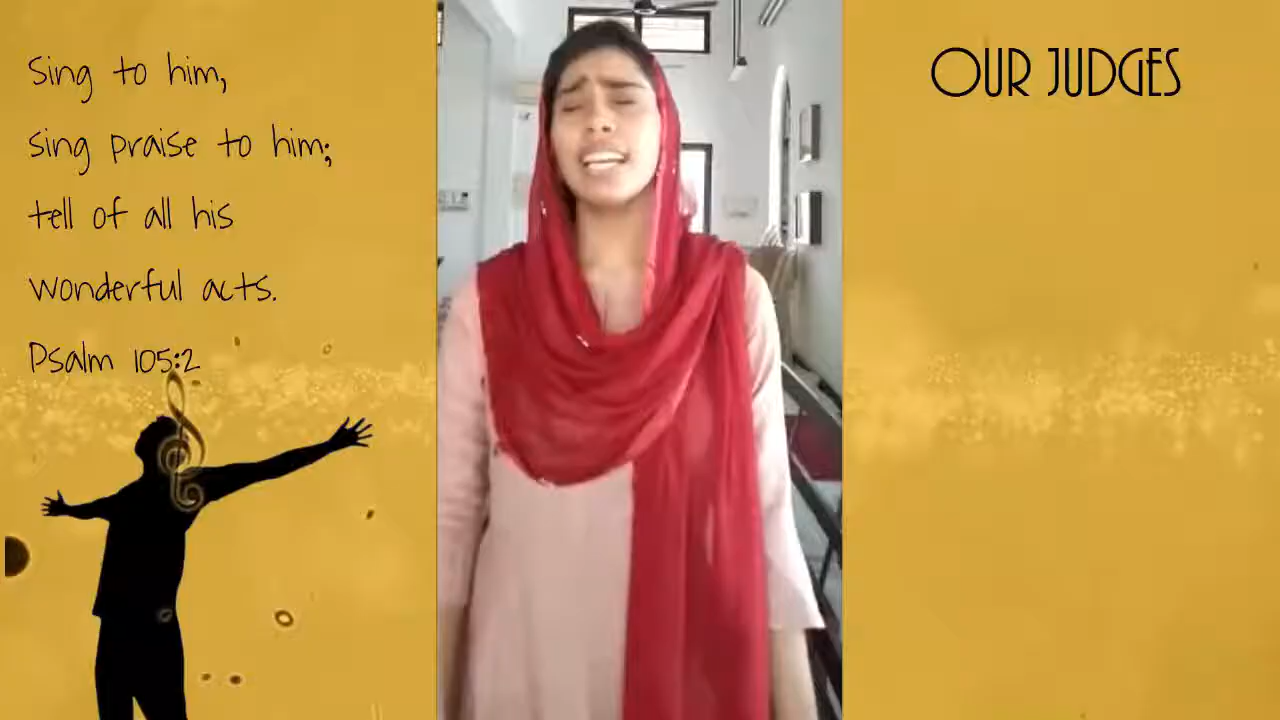 Sing to him,
sing praise to him;
tell of all his
wonderful acts.
Psalm 105:2
OUR JUDGES